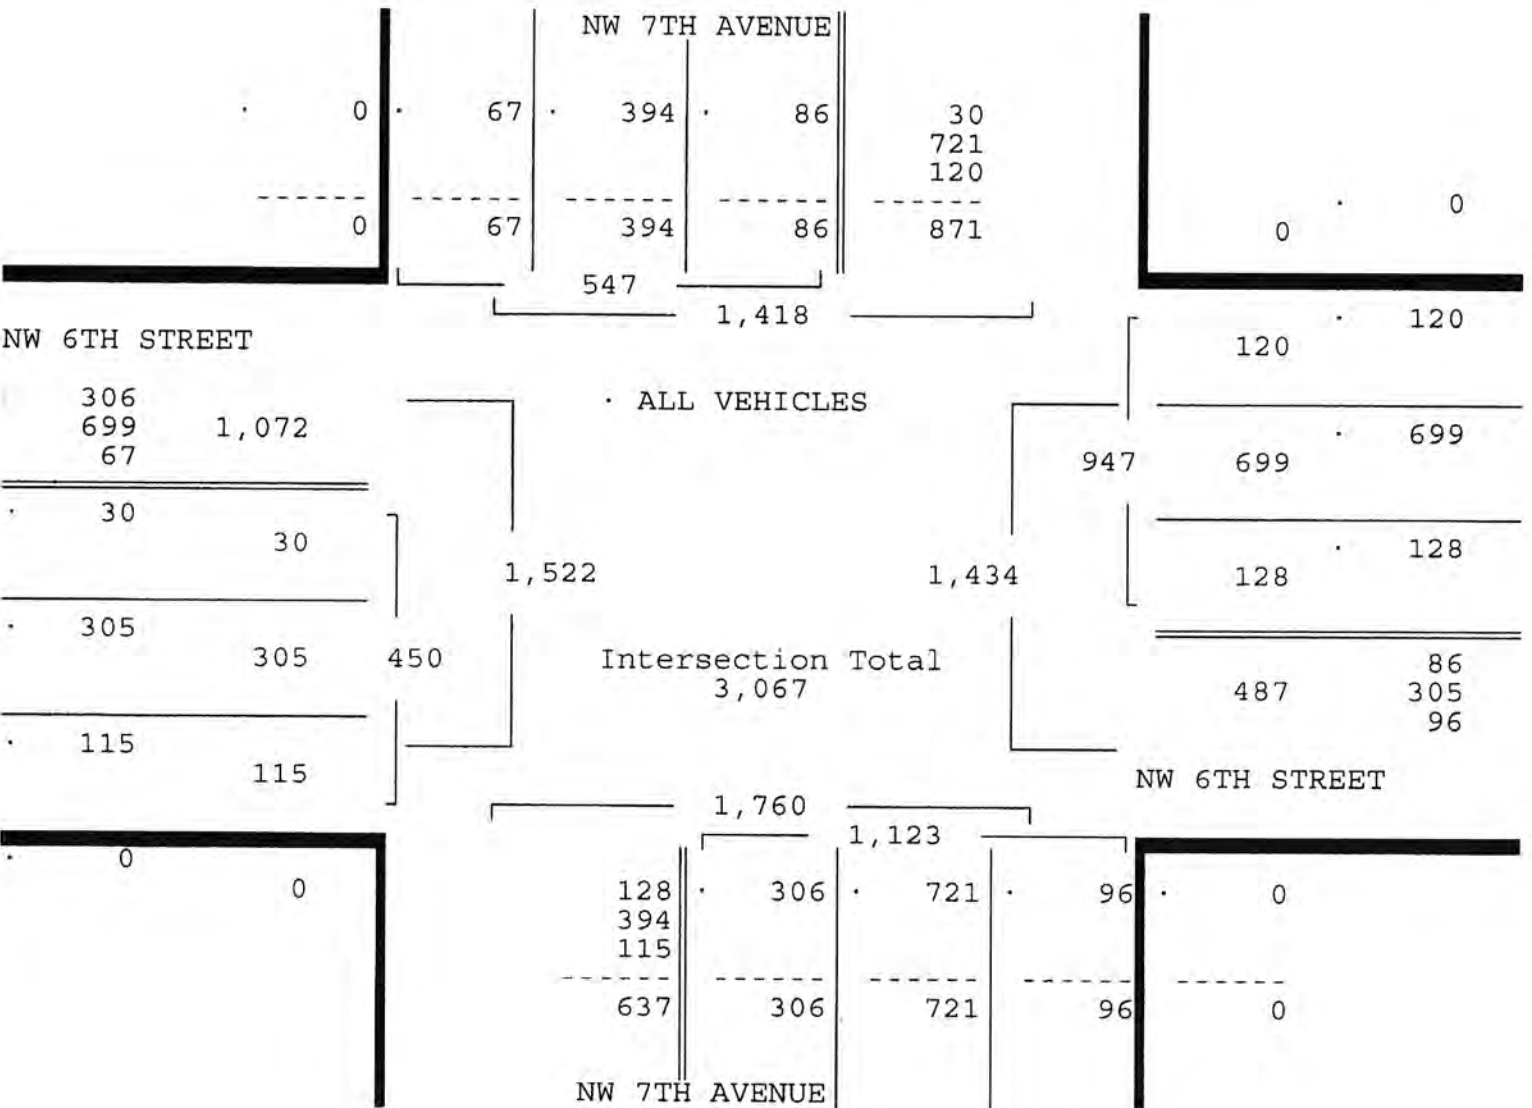 NW 7TH AVENUE
0 67 394 86 30
721
120
0 67 394 86 871
0
0
547
1,418
NW 6TH STREET
120
120
306
699 1,072
67
ALL VEHICLES
699
947 699
30
30
128
1,522 1,434 128
305
305 450
Intersection Total
3,067
86
487 305
96
115
115
NW 6TH STREET
1,760
1,123
0
0
128 306 721 96 0
394
115
637 306 721 96 0
NW 7TH AVENUE